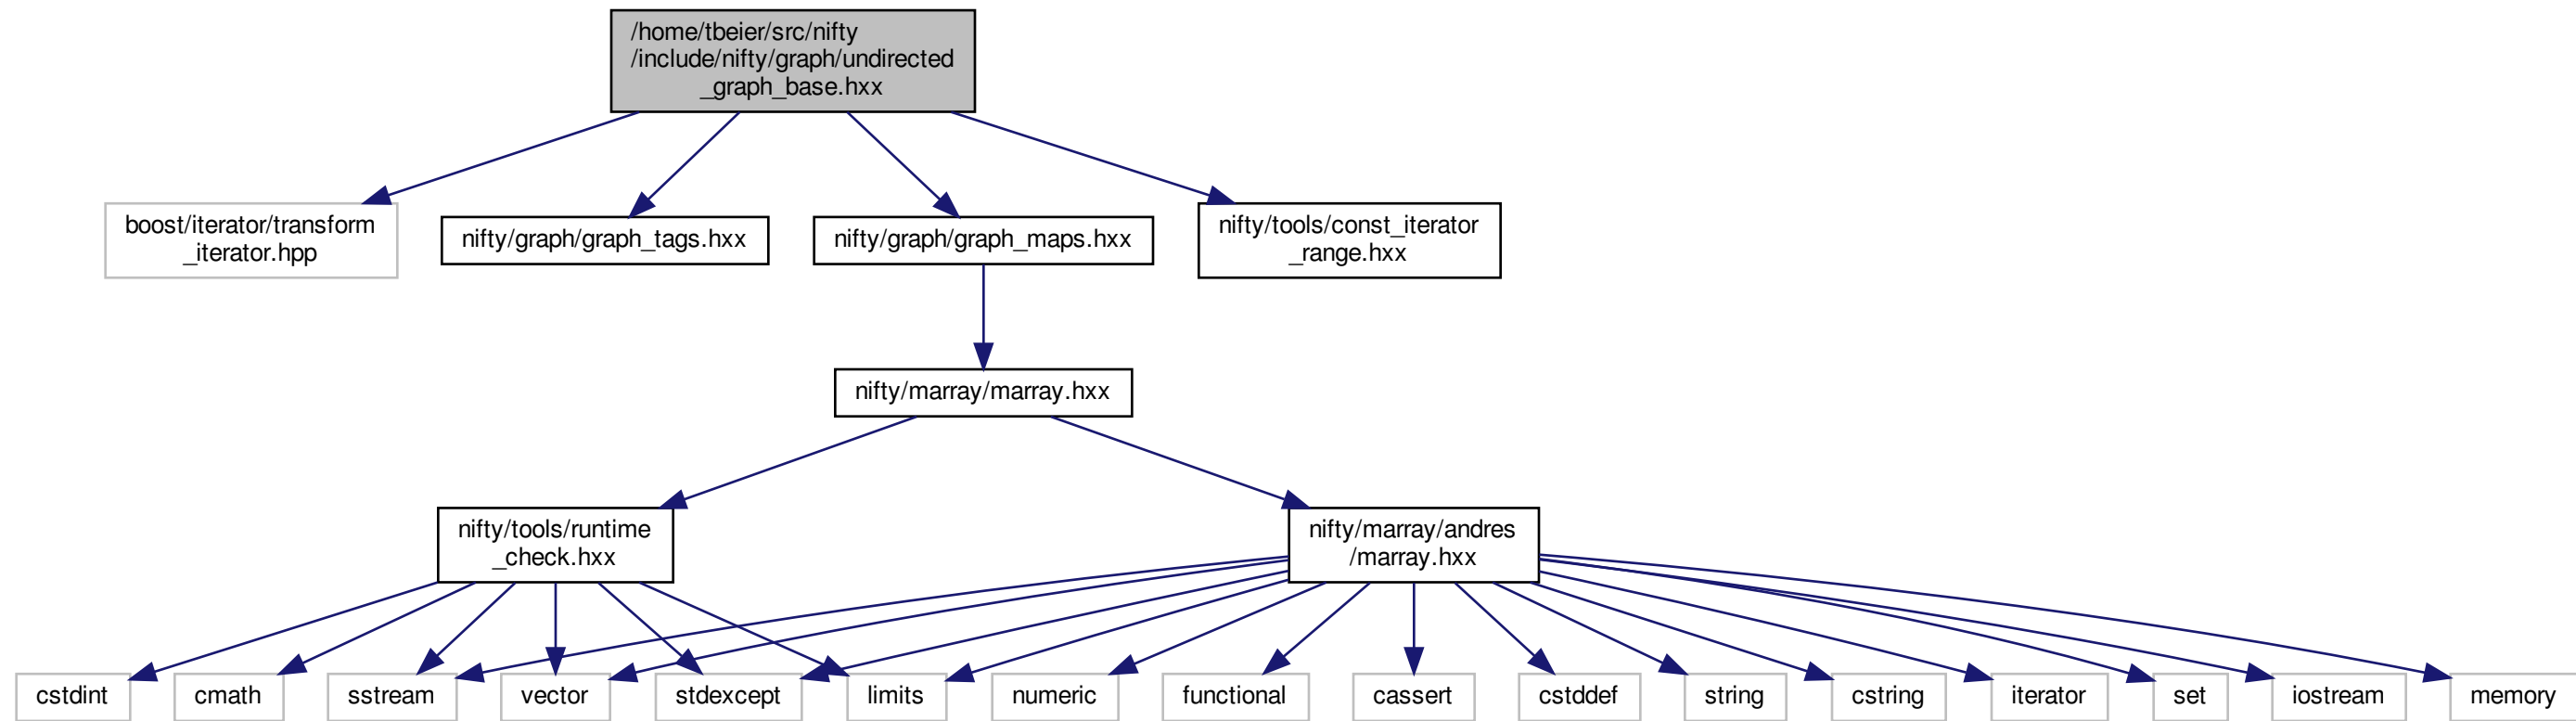 /home/tbeier/src/nifty
/include/nifty/graph/undirected
_graph_base.hxx
boost/iterator/transform
_iterator.hpp
nifty/graph/graph_tags.hxx
nifty/graph/graph_maps.hxx
nifty/tools/const_iterator
_range.hxx
nifty/marray/marray.hxx
nifty/tools/runtime
_check.hxx
nifty/marray/andres
/marray.hxx
cstdint
cmath
sstream
vector
stdexcept
limits
numeric
functional
cassert
cstddef
string
cstring
iterator
set
iostream
memory